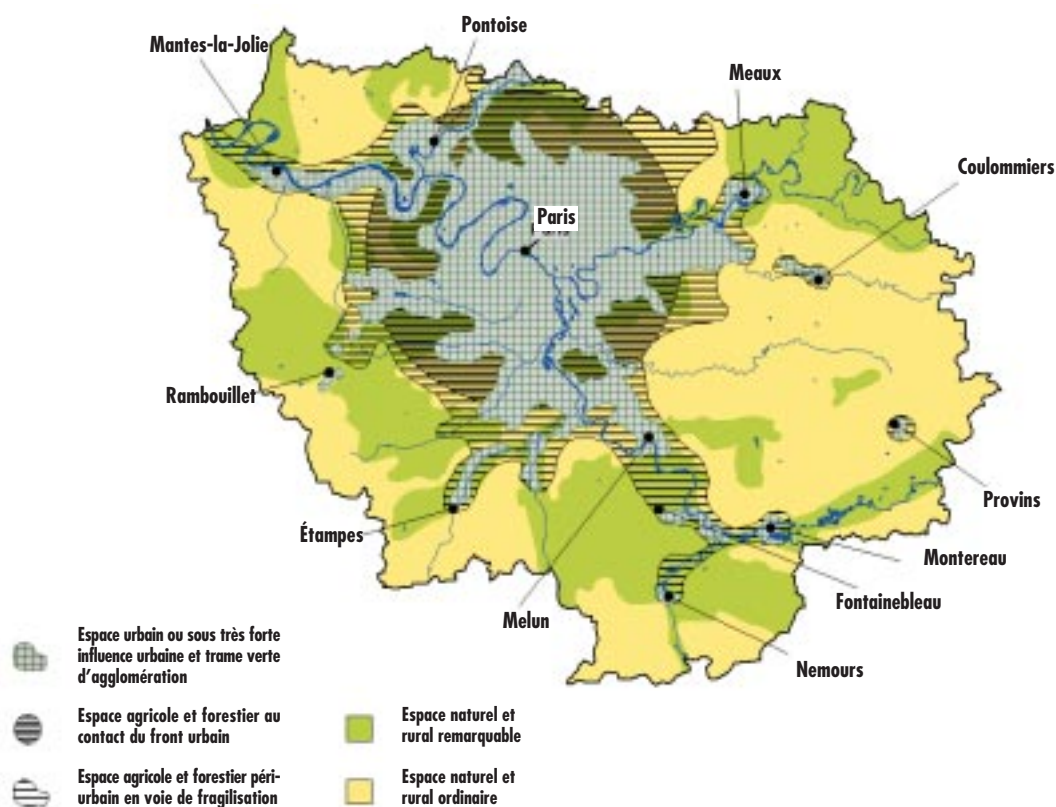 Pontoise
Mantes-la-Jolie
Meaux
Coulommiers
Paris
Rambouillet
Provins
Étampes
Montereau
Fontainebleau
Melun
Nemours
Espace urbain ou sous très forte
influence urbaine et trame verte
d'agglomération
Espace agricole et forestier au
contact du front urbain
Espace agricole et forestier péri-
urbain en voie de fragilisation
Espace naturel et
rural remarquable
Espace naturel et
rural ordinaire